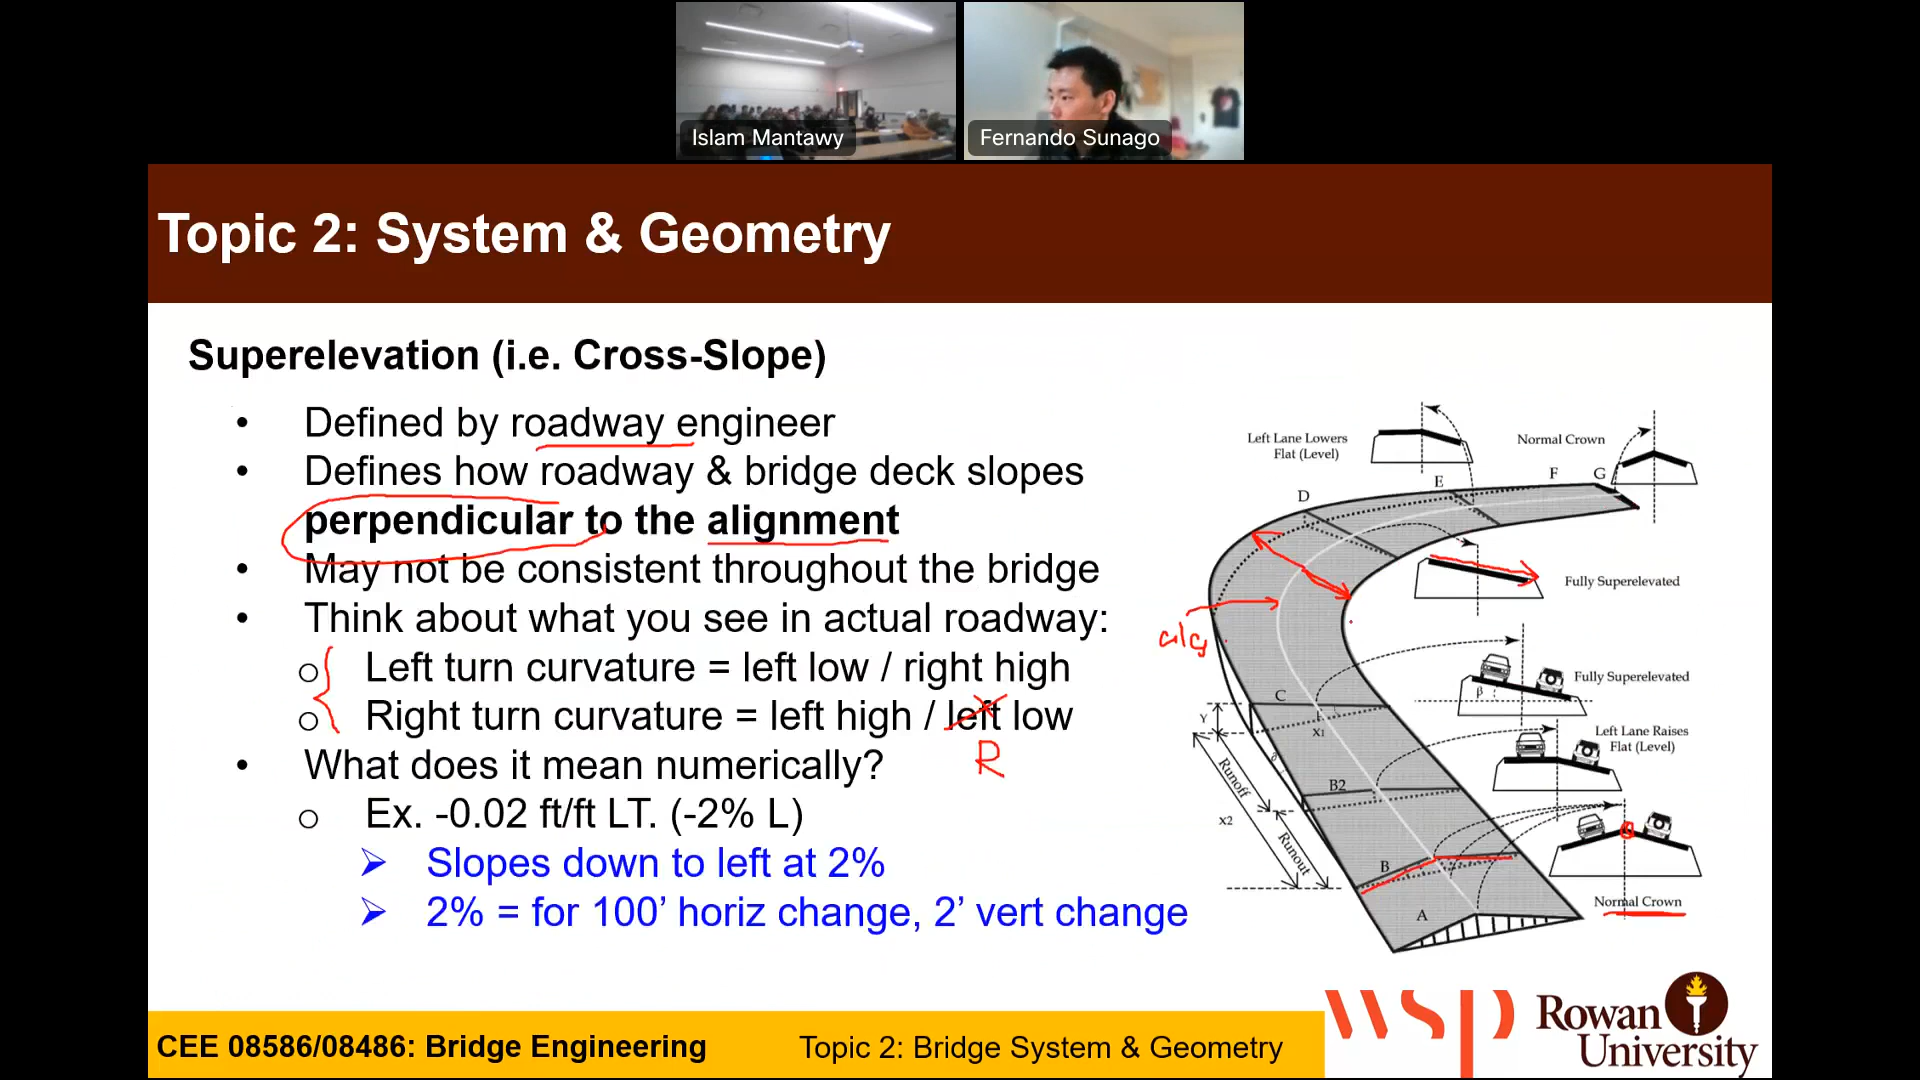 Islam Mantawy
Fernando Sunago
Topic 2: System & Geometry
Superelevation (i.e. Cross-Slope)
• Defined by roadway engineer
• Defines how roadway & bridge deck slopes
perpendicular to the alignment
• May not be consistent throughout the bridge
• Think about what you see in actual roadway:
o Left turn curvature = left low / right high
o Right turn curvature = left high / left low
R
• What does it mean numerically?
o Ex. -0.02 ft/ft LT. (-2% L)
➢ Slopes down to left at 2%
➢ 2% = for 100’ horiz change, 2’ vert change
Left Lane Lowers
Flat (Level)
Normal Crown
D
E
F
G
Fully Superelevated
alg
Fully Superelevated
β
C
Y
X1
Left Lane Raises
Flat (Level)
Runoff
B2
X2
Runout
B
A
Normal Crown
CEE 08586/08486: Bridge Engineering
Topic 2: Bridge System & Geometry
wsp
Rowan
University